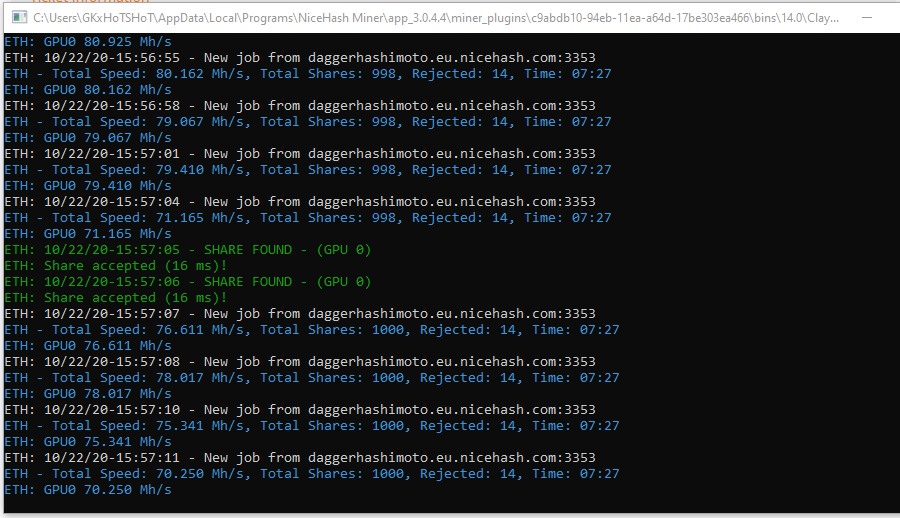 C:\Users\GKxHoTSHoT\AppData\Local\Programs\NiceHash Miner\app_3.0.4.4\miner_plugins\c9abdb10-94eb-11ea-a64d-17be303ea466\bins\14.0\Clay...
ETH: GPU0 80.925 Mh/s
ETH: 10/22/20-15:56:55 - New job from daggerhashimoto.eu.nicehash.com:3353
ETH - Total Speed: 80.162 Mh/s, Total Shares: 998, Rejected: 14, Time: 07:27
ETH: GPU0 80.162 Mh/s
ETH: 10/22/20-15:56:58 - New job from daggerhashimoto.eu.nicehash.com:3353
ETH - Total Speed: 79.067 Mh/s, Total Shares: 998, Rejected: 14, Time: 07:27
ETH: GPU0 79.067 Mh/s
ETH: 10/22/20-15:57:01 - New job from daggerhashimoto.eu.nicehash.com:3353
ETH - Total Speed: 79.410 Mh/s, Total Shares: 998, Rejected: 14, Time: 07:27
ETH: GPU0 79.410 Mh/s
ETH: 10/22/20-15:57:04 - New job from daggerhashimoto.eu.nicehash.com:3353
ETH - Total Speed: 71.165 Mh/s, Total Shares: 998, Rejected: 14, Time: 07:27
ETH: GPU0 71.165 Mh/s
ETH: 10/22/20-15:57:05 - SHARE FOUND - (GPU 0)
ETH: Share accepted (16 ms)!
ETH: 10/22/20-15:57:06 - SHARE FOUND - (GPU 0)
ETH: Share accepted (16 ms)!
ETH: 10/22/20-15:57:07 - New job from daggerhashimoto.eu.nicehash.com:3353
ETH - Total Speed: 76.611 Mh/s, Total Shares: 1000, Rejected: 14, Time: 07:27
ETH: GPU0 76.611 Mh/s
ETH: 10/22/20-15:57:08 - New job from daggerhashimoto.eu.nicehash.com:3353
ETH - Total Speed: 78.017 Mh/s, Total Shares: 1000, Rejected: 14, Time: 07:27
ETH: GPU0 78.017 Mh/s
ETH: 10/22/20-15:57:10 - New job from daggerhashimoto.eu.nicehash.com:3353
ETH - Total Speed: 75.341 Mh/s, Total Shares: 1000, Rejected: 14, Time: 07:27
ETH: GPU0 75.341 Mh/s
ETH: 10/22/20-15:57:11 - New job from daggerhashimoto.eu.nicehash.com:3353
ETH - Total Speed: 70.250 Mh/s, Total Shares: 1000, Rejected: 14, Time: 07:27
ETH: GPU0 70.250 Mh/s